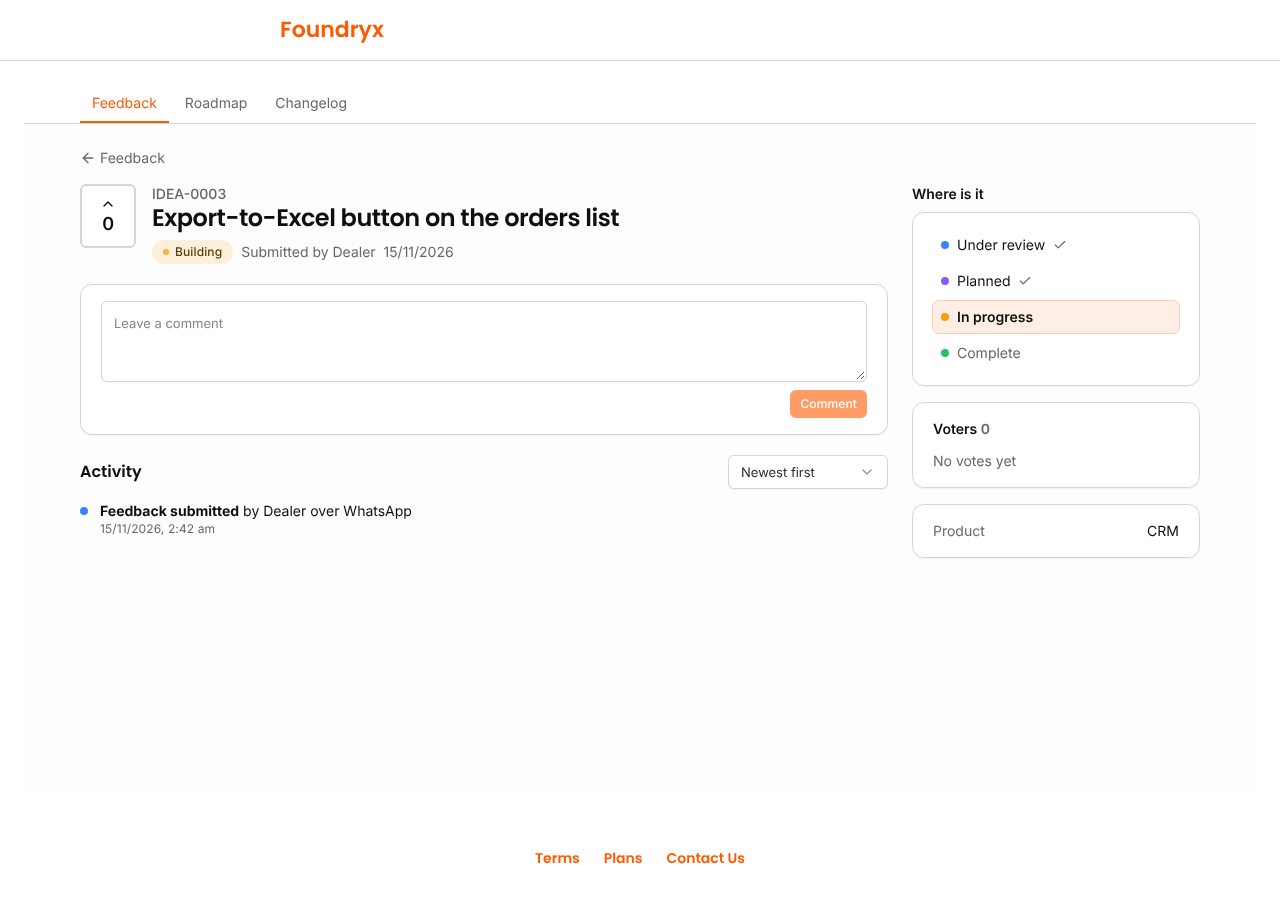 Foundryx
Feedback Roadmap Changelog
Feedback
0
IDEA-0003
Export-to-Excel button on the orders list
Building Submitted by Dealer 15/11/2026
Leave a comment
Comment
Activity
Newest first
Feedback submitted by Dealer over WhatsApp
15/11/2026, 2:42 am
Where is it
Under review
Planned
In progress
Complete
Voters 0
No votes yet
Product CRM
Terms Plans Contact Us